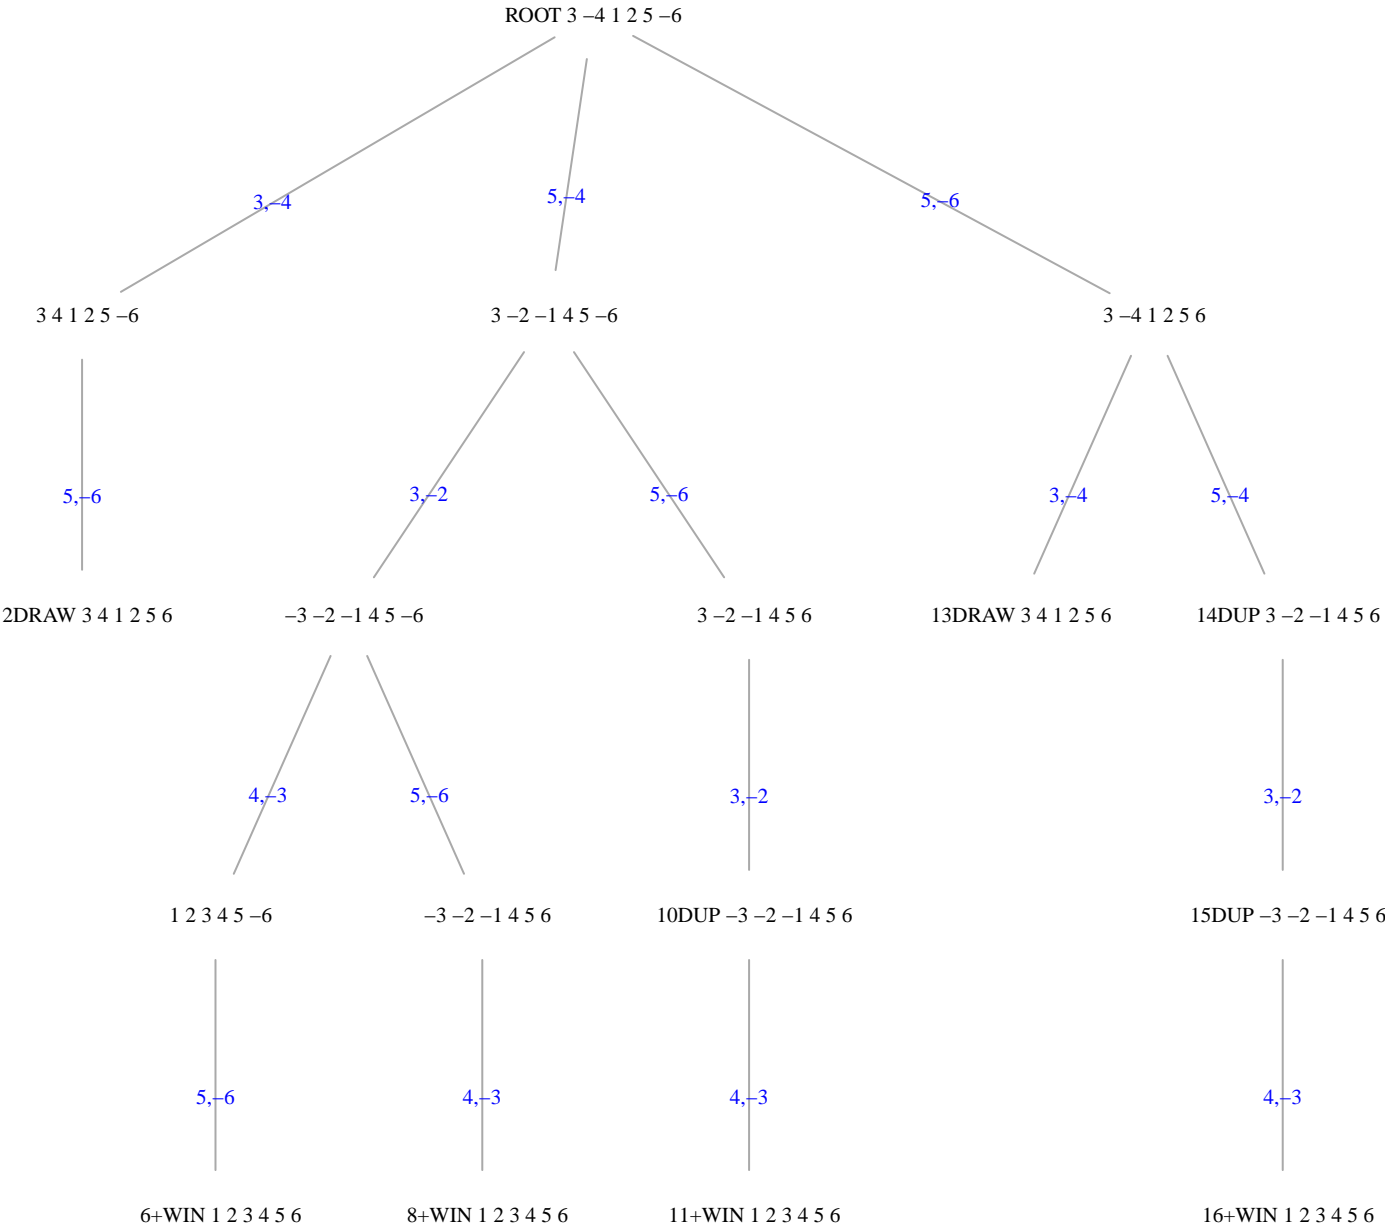 ROOT 3 −4 1 2 5 −6
3,−4
5,−4
5,−6
3 4 1 2 5 −6
3 −2 −1 4 5 −6
3 −4 1 2 5 6
5,−6
3,−2
5,−6
3,−4
5,−4
2DRAW 3 4 1 2 5 6
−3 −2 −1 4 5 −6
3 −2 −1 4 5 6
13DRAW 3 4 1 2 5 6
14DUP 3 −2 −1 4 5 6
4,−3
5,−6
3,−2
3,−2
1 2 3 4 5 −6
−3 −2 −1 4 5 6
10DUP −3 −2 −1 4 5 6
15DUP −3 −2 −1 4 5 6
5,−6
4,−3
4,−3
4,−3
6+WIN 1 2 3 4 5 6
8+WIN 1 2 3 4 5 6
11+WIN 1 2 3 4 5 6
16+WIN 1 2 3 4 5 6